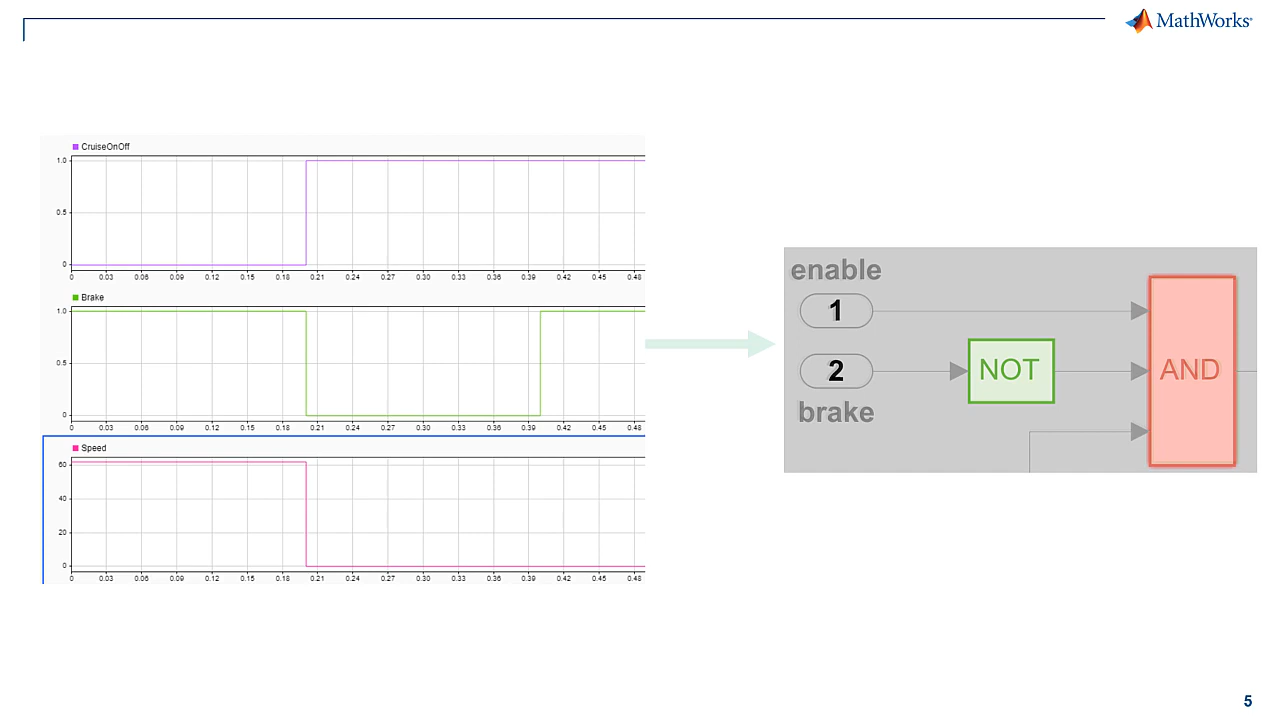 MathWorks®
CruiseOnOff
1.0
0.5
0
0 0.03 0.06 0.09 0.12 0.15 0.18 0.21 0.24 0.27 0.30 0.33 0.36 0.39 0.42 0.45 0.48
Brake
1.0
0.5
0
0 0.03 0.06 0.09 0.12 0.15 0.18 0.21 0.24 0.27 0.30 0.33 0.36 0.39 0.42 0.45 0.48
Speed
60
40
20
0
0 0.03 0.06 0.09 0.12 0.15 0.18 0.21 0.24 0.27 0.30 0.33 0.36 0.39 0.42 0.45 0.48
enable
1
2
brake
NOT
AND
5